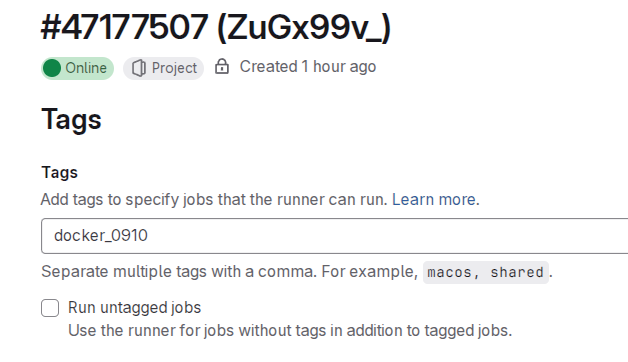 #47177507 (ZuGx99v_)
Online Project Created 1 hour ago
Tags
Tags
Add tags to specify jobs that the runner can run. Learn more.
docker_0910
Separate multiple tags with a comma. For example, macos, shared.
Run untagged jobs
Use the runner for jobs without tags in addition to tagged jobs.